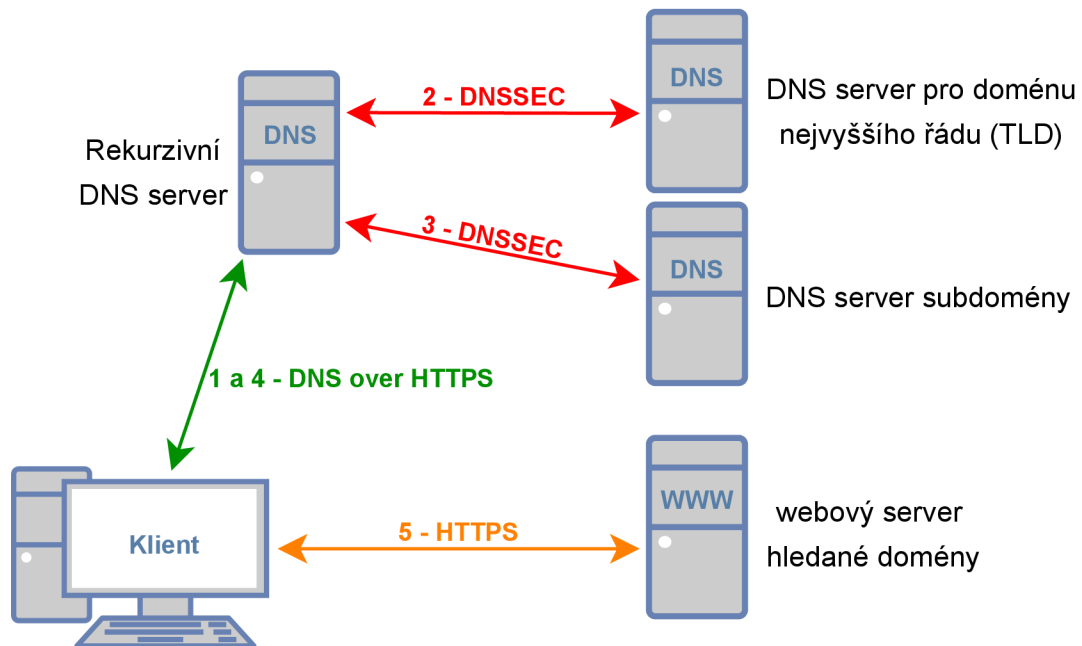 DNS
2 - DNSSEC
DNS
DNS server pro doménu
nejvyššího řádu (TLD)
Rekurzivní
DNS server
3 - DNSSEC
DNS
DNS server subdomény
1 a 4 - DNS over HTTPS
Klient
5 - HTTPS
WWW
webový server
hledané domény